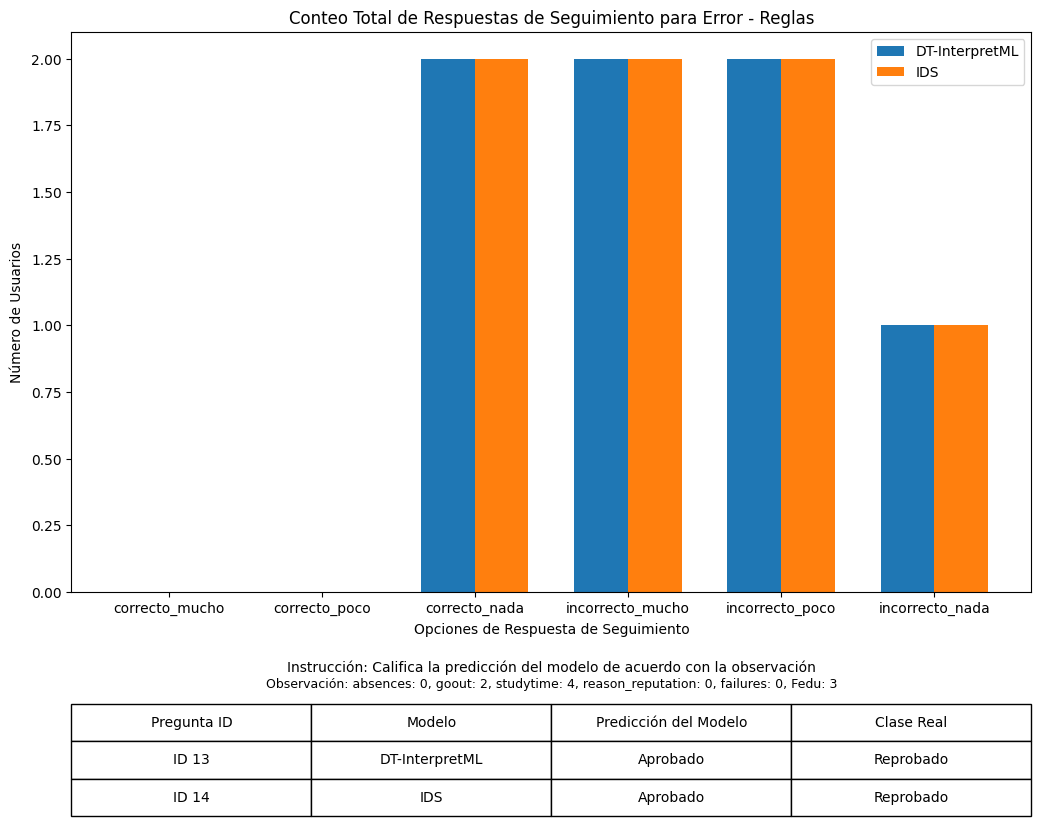 Conteo Total de Respuestas de Seguimiento para Error - Reglas
DT-InterpretML
IDS
Número de Usuarios
2.00
1.75
1.50
1.25
1.00
0.75
0.50
0.25
0.00
correcto_mucho correcto_poco correcto_nada incorrecto_mucho incorrecto_poco incorrecto_nada
Opciones de Respuesta de Seguimiento
Instrucción: Califica la predicción del modelo de acuerdo con la observación
Observación: absences: 0, goout: 2, studytime: 4, reason_reputation: 0, failures: 0, Fedu: 3
Pregunta ID Modelo Predicción del Modelo Clase Real
ID 13 DT-InterpretML Aprobado Reprobado
ID 14 IDS Aprobado Reprobado